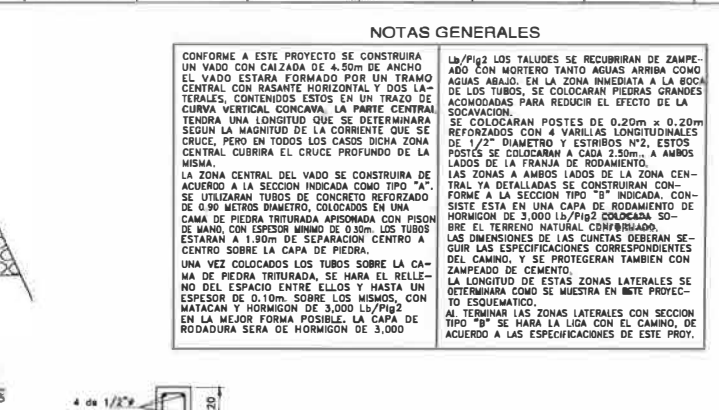 NOTAS GENERALES
CONFORME A ESTE PROYECTO SE CONSTRUIRA
UN VADO CON CALZADA DE 4.50m DE ANCHO
EL VADO ESTARA FORMADO POR UN TRAMO
CENTRAL CON RASANTE HORIZONTAL Y DOS LA-
TERALES, CONTENIDOS ESTOS EN UN TRAZO DE
CURVA VERTICAL CONCAVA. LA PARTE CENTRAL
TENDRA UNA LONGITUD QUE SE DETERMINARA
SEGUN LA MAGNITUD DE LA CORRIENTE QUE SE
CRUCE, PERO EN TODOS LOS CASOS DICHA ZONA
CENTRAL CUBRIRA EL CRUCE PROFUNDO DE LA
MISMA.
LA ZONA CENTRAL DEL VADO SE CONSTRUIRA DE
ACUERDO A LA SECCION INDICADA COMO TIPO "A".
SE UTILIZARAN TUBOS DE CONCRETO REFORZADO
DE 0.90 METROS DIAMETRO, COLOCADOS EN UNA
CAMA DE PIEDRA TRITURADA APISONADA CON PISON
DE MANO, CON ESPESOR MINIMO DE 0.30m. LOS TUBOS
ESTARAN A 1.90m DE SEPARACION CENTRO A
CENTRO SOBRE LA CAPA DE PIEDRA.
UNA VEZ COLOCADOS LOS TUBOS SOBRE LA CA-
MA DE PIEDRA TRITURADA, SE HARA EL RELLE-
NO DEL ESPACIO ENTRE ELLOS Y HASTA UN
ESPESOR DE 0.10m. SOBRE LOS MISMOS, CON
MATACAN Y HORMIGON DE 3,000 Lb/Plg2
EN LA MEJOR FORMA POSIBLE. LA CAPA DE
RODADURA SERA DE HORMIGON DE 3,000
Lb/Plg2 LOS TALUDES SE RECUBRIRAN DE ZAMPE-
ADO CON MORTERO TANTO AGUAS ARRIBA COMO
AGUAS ABAJO. EN LA ZONA INMEDIATA A LA BOCA
DE LOS TUBOS, SE COLOCARAN PIEDRAS GRANDES
ACOMODADAS PARA REDUCIR EL EFECTO DE LA
SOCAVACION.
SE COLOCARAN POSTES DE 0.20m x 0.20m
REFORZADOS CON 4 VARILLAS LONGITUDINALES
DE 1/2" DIAMETRO Y ESTRIBOS N°2, ESTOS
POSTES SE COLOCARAN A CADA 2.50m., A AMBOS
LADOS DE LA FRANJA DE RODAMIENTO.
LAS ZONAS A AMBOS LADOS DE LA ZONA CEN-
TRAL YA DETALLADAS SE CONSTRUIRAN CON-
FORME A LA SECCION TIPO "B" INDICADA. CON-
SISTE ESTA EN UNA CAPA DE RODAMIENTO DE
HORMIGON DE 3,000 Lb/Plg2 COLOCADA SO-
BRE EL TERRENO NATURAL CONFORMADO.
LAS DIMENSIONES DE LAS CUNETAS DEBERAN SE-
GUIR LAS ESPECIFICACIONES CORRESPONDIENTES
DEL CAMINO, Y SE PROTEGERAN TAMBIEN CON
ZAMPEADO DE CEMENTO.
LA LONGITUD DE ESTAS ZONAS LATERALES SE
DETERMINARA COMO SE MUESTRA EN ESTE PROYEC-
TO ESQUEMATICO.
AL TERMINAR LAS ZONAS LATERALES CON SECCION
TIPO "B" SE HARA LA LIGA CON EL CAMINO, DE
ACUERDO A LAS ESPECIFICACIONES DE ESTE PROY.
4 de 1/2"ø
20